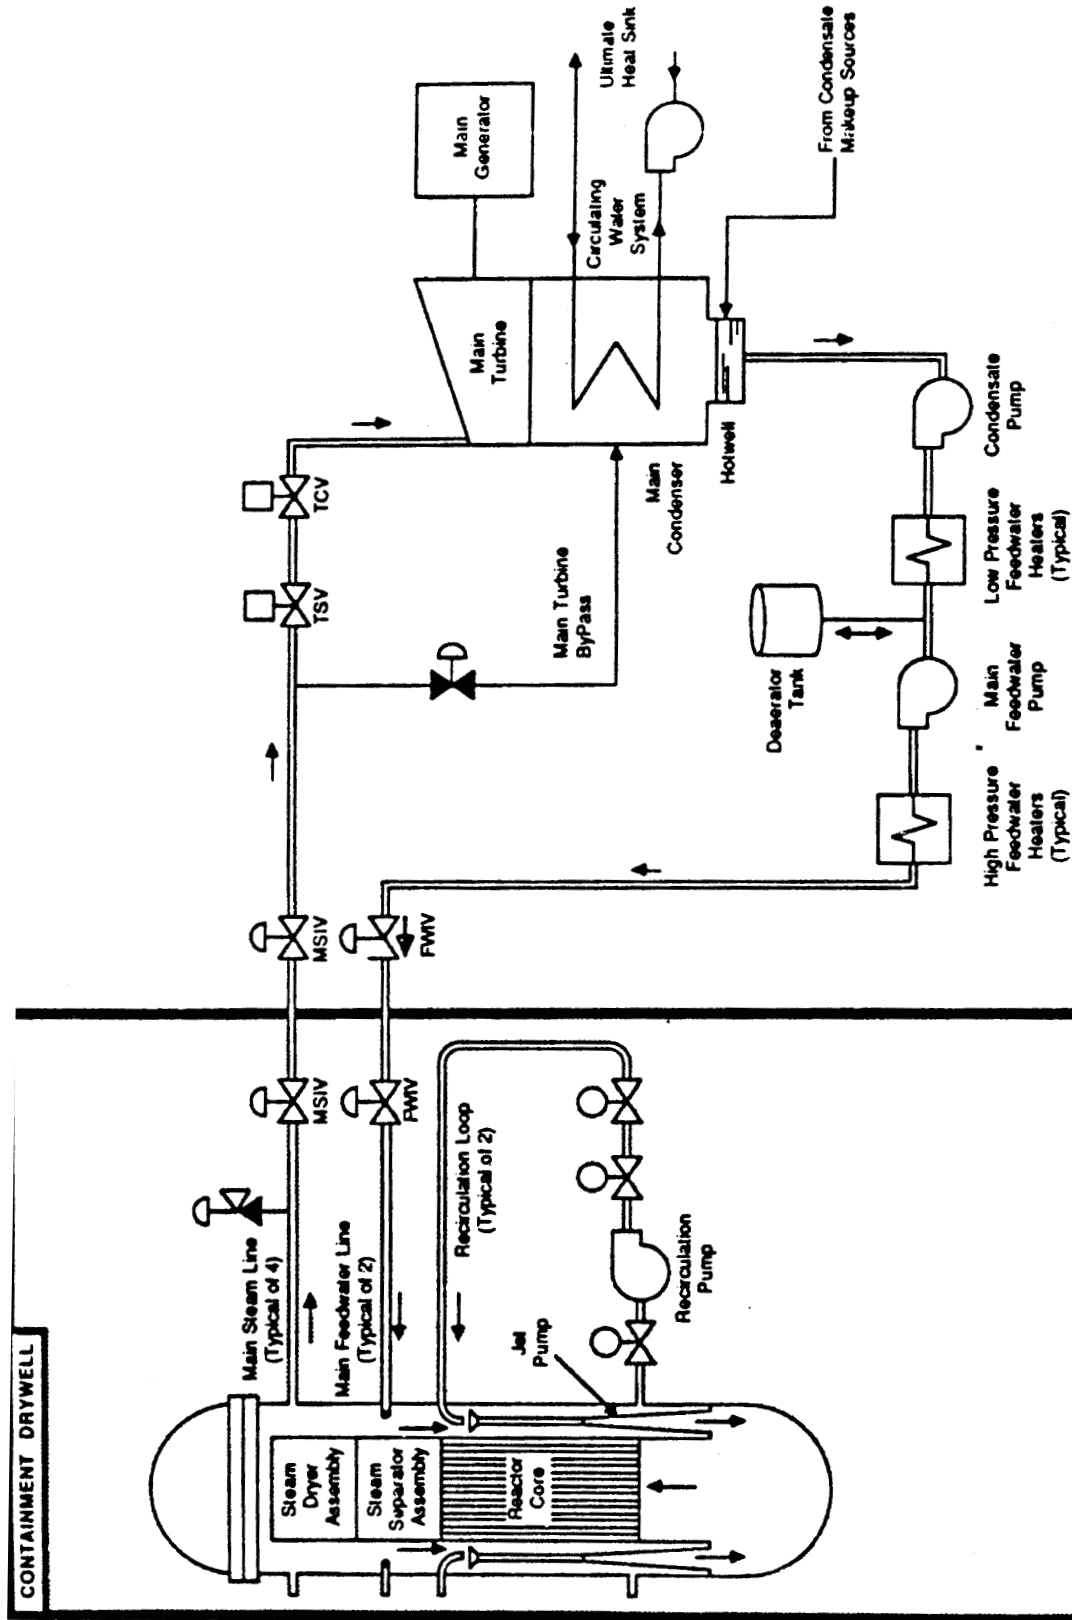 CONTAINMENT DRYWELL
Steam
Dryer
Assembly
Steam
Separator
Assembly
Reactor
Core
Main Steam Line
(Typical of 4)
Main Feedwater Line
(Typical of 2)
Recirculation Loop
(Typical of 2)
Jet
Pump
Recirculation
Pump
MSIV
FWIV
MSIV
FWIV
TSV
TCV
Main Turbine
ByPass
Main
Turbine
Main
Generator
Main
Condenser
Hotwell
Circulating
Water
System
Ultimate
Heat Sink
From Condensate
Makeup Sources
Condensate
Pump
Low Pressure
Feedwater
Heaters
(Typical)
Deaerator
Tank
Main
Feedwater
Pump
High Pressure
Feedwater
Heaters
(Typical)